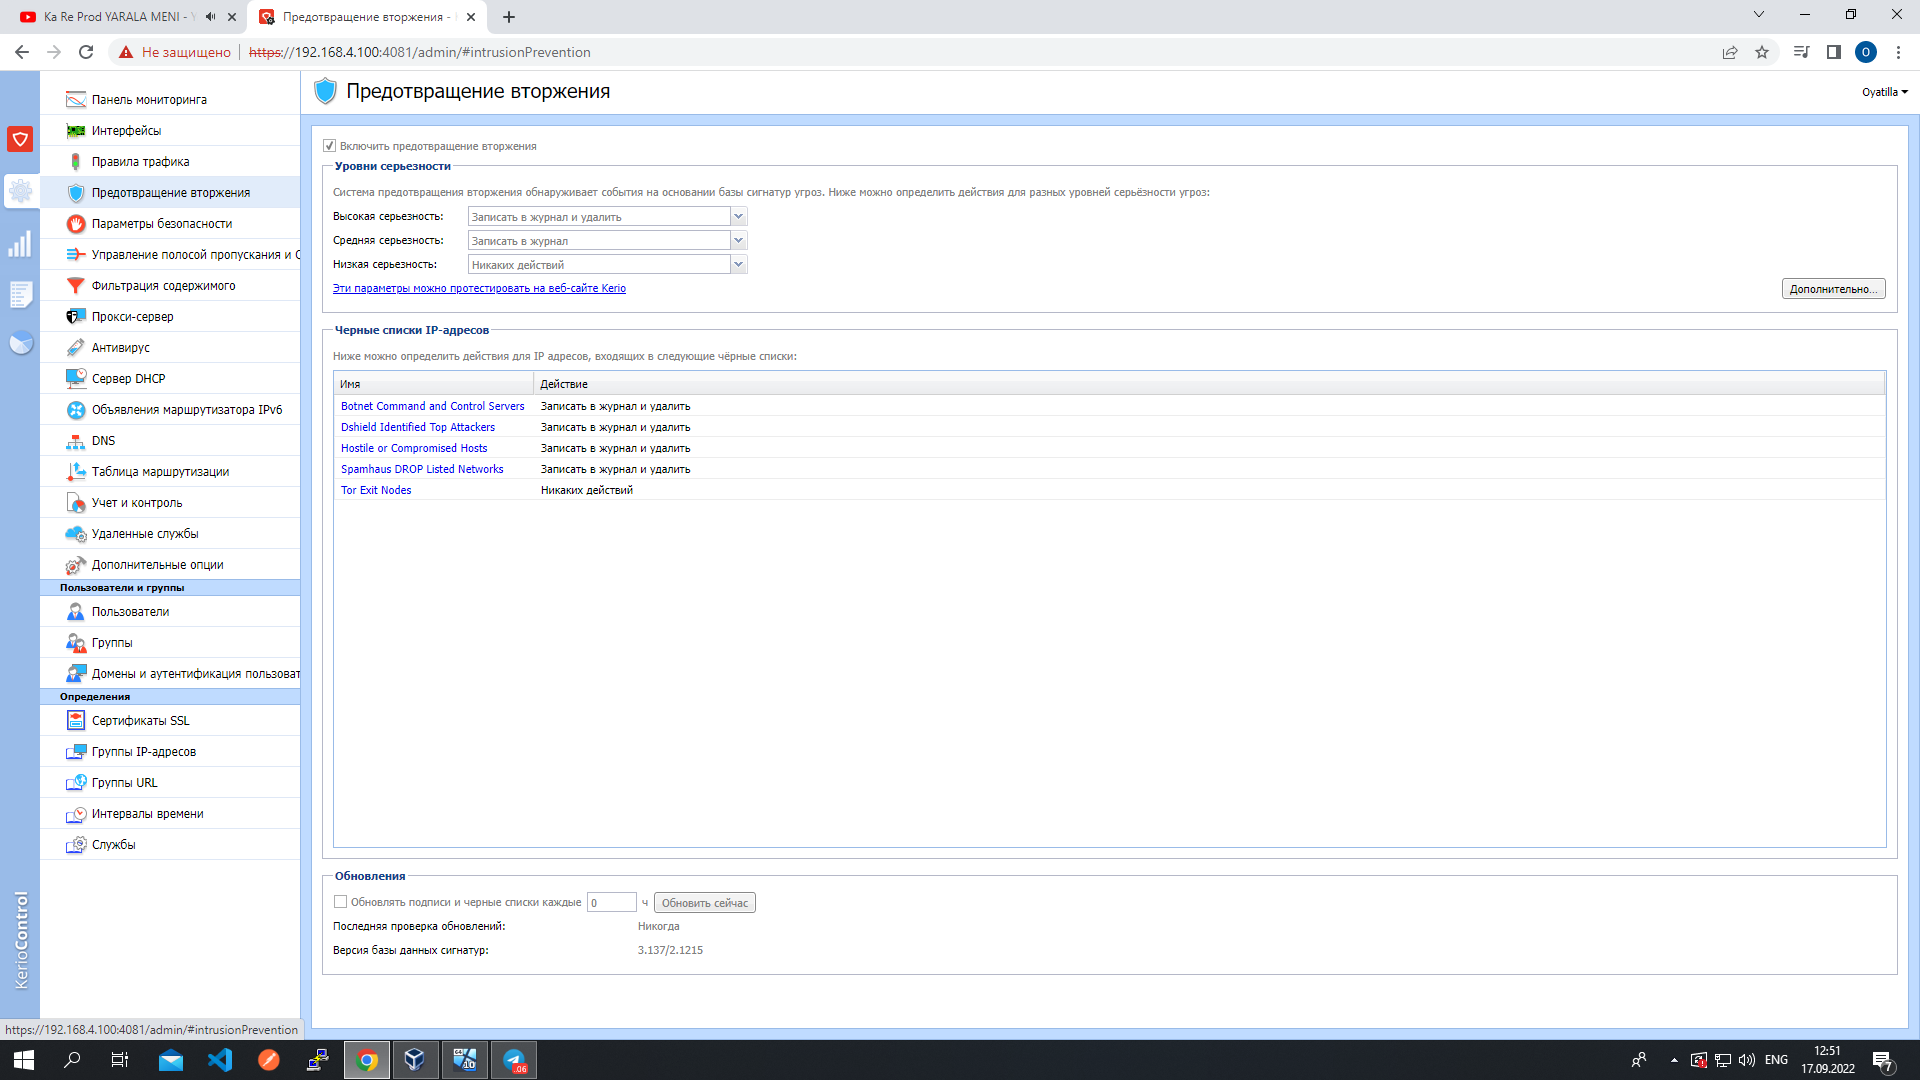 Ka Re Prod YARALA MENI - Y
Предотвращение вторжения -
Не защищено
https://192.168.4.100:4081/admin/#intrusionPrevention
O
Панель мониторинга
Интерфейсы
Правила трафика
Предотвращение вторжения
Параметры безопасности
Управление полосой пропускания и С
Фильтрация содержимого
Прокси-сервер
Антивирус
Сервер DHCP
Объявления маршрутизатора IPv6
DNS
Таблица маршрутизации
Учет и контроль
Удаленные службы
Дополнительные опции
Пользователи и группы
Пользователи
Группы
Домены и аутентификация пользоват
Определения
Сертификаты SSL
Группы IP-адресов
Группы URL
Интервалы времени
Службы
KerioControl
Предотвращение вторжения
Oyatilla
Включить предотвращение вторжения
Уровни серьезности
Система предотвращения вторжения обнаруживает события на основании базы сигнатур угроз. Ниже можно определить действия для разных уровней серьёзности угроз:
Высокая серьезность: Записать в журнал и удалить
Средняя серьезность: Записать в журнал
Низкая серьезность: Никаких действий
Эти параметры можно протестировать на веб-сайте Kerio
Дополнительно...
Черные списки IP-адресов
Ниже можно определить действия для IP адресов, входящих в следующие чёрные списки:
Имя Действие
Botnet Command and Control Servers Записать в журнал и удалить
Dshield Identified Top Attackers Записать в журнал и удалить
Hostile or Compromised Hosts Записать в журнал и удалить
Spamhaus DROP Listed Networks Записать в журнал и удалить
Tor Exit Nodes Никаких действий
Обновления
Обновлять подписи и черные списки каждые 0 ч Обновить сейчас
Последняя проверка обновлений: Никогда
Версия базы данных сигнатур: 3.137/2.1215
https://192.168.4.100:4081/admin/#intrusionPrevention
64
10
.06
ENG
12:51
17.09.2022
7